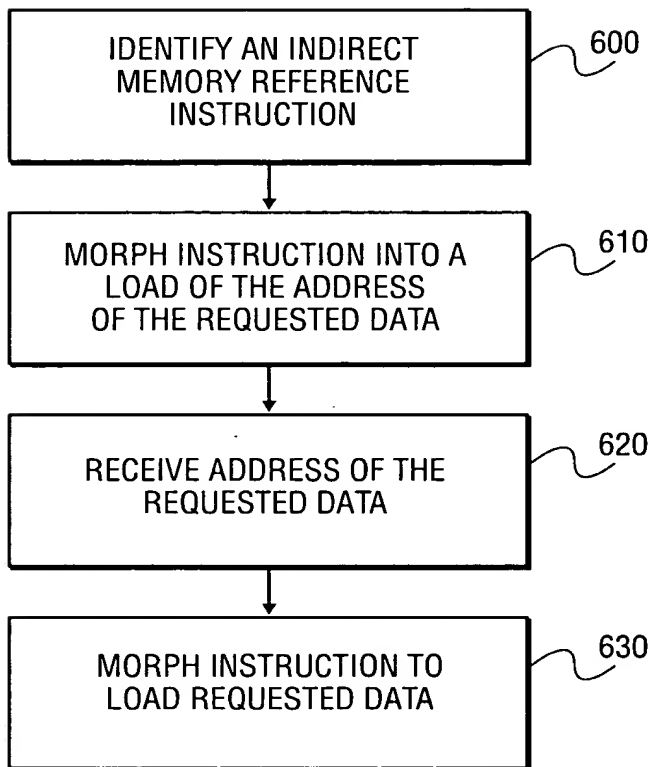 IDENTIFY AN INDIRECT
MEMORY REFERENCE
INSTRUCTION
600
MORPH INSTRUCTION INTO A
LOAD OF THE ADDRESS
OF THE REQUESTED DATA
610
RECEIVE ADDRESS OF THE
REQUESTED DATA
620
MORPH INSTRUCTION TO
LOAD REQUESTED DATA
630